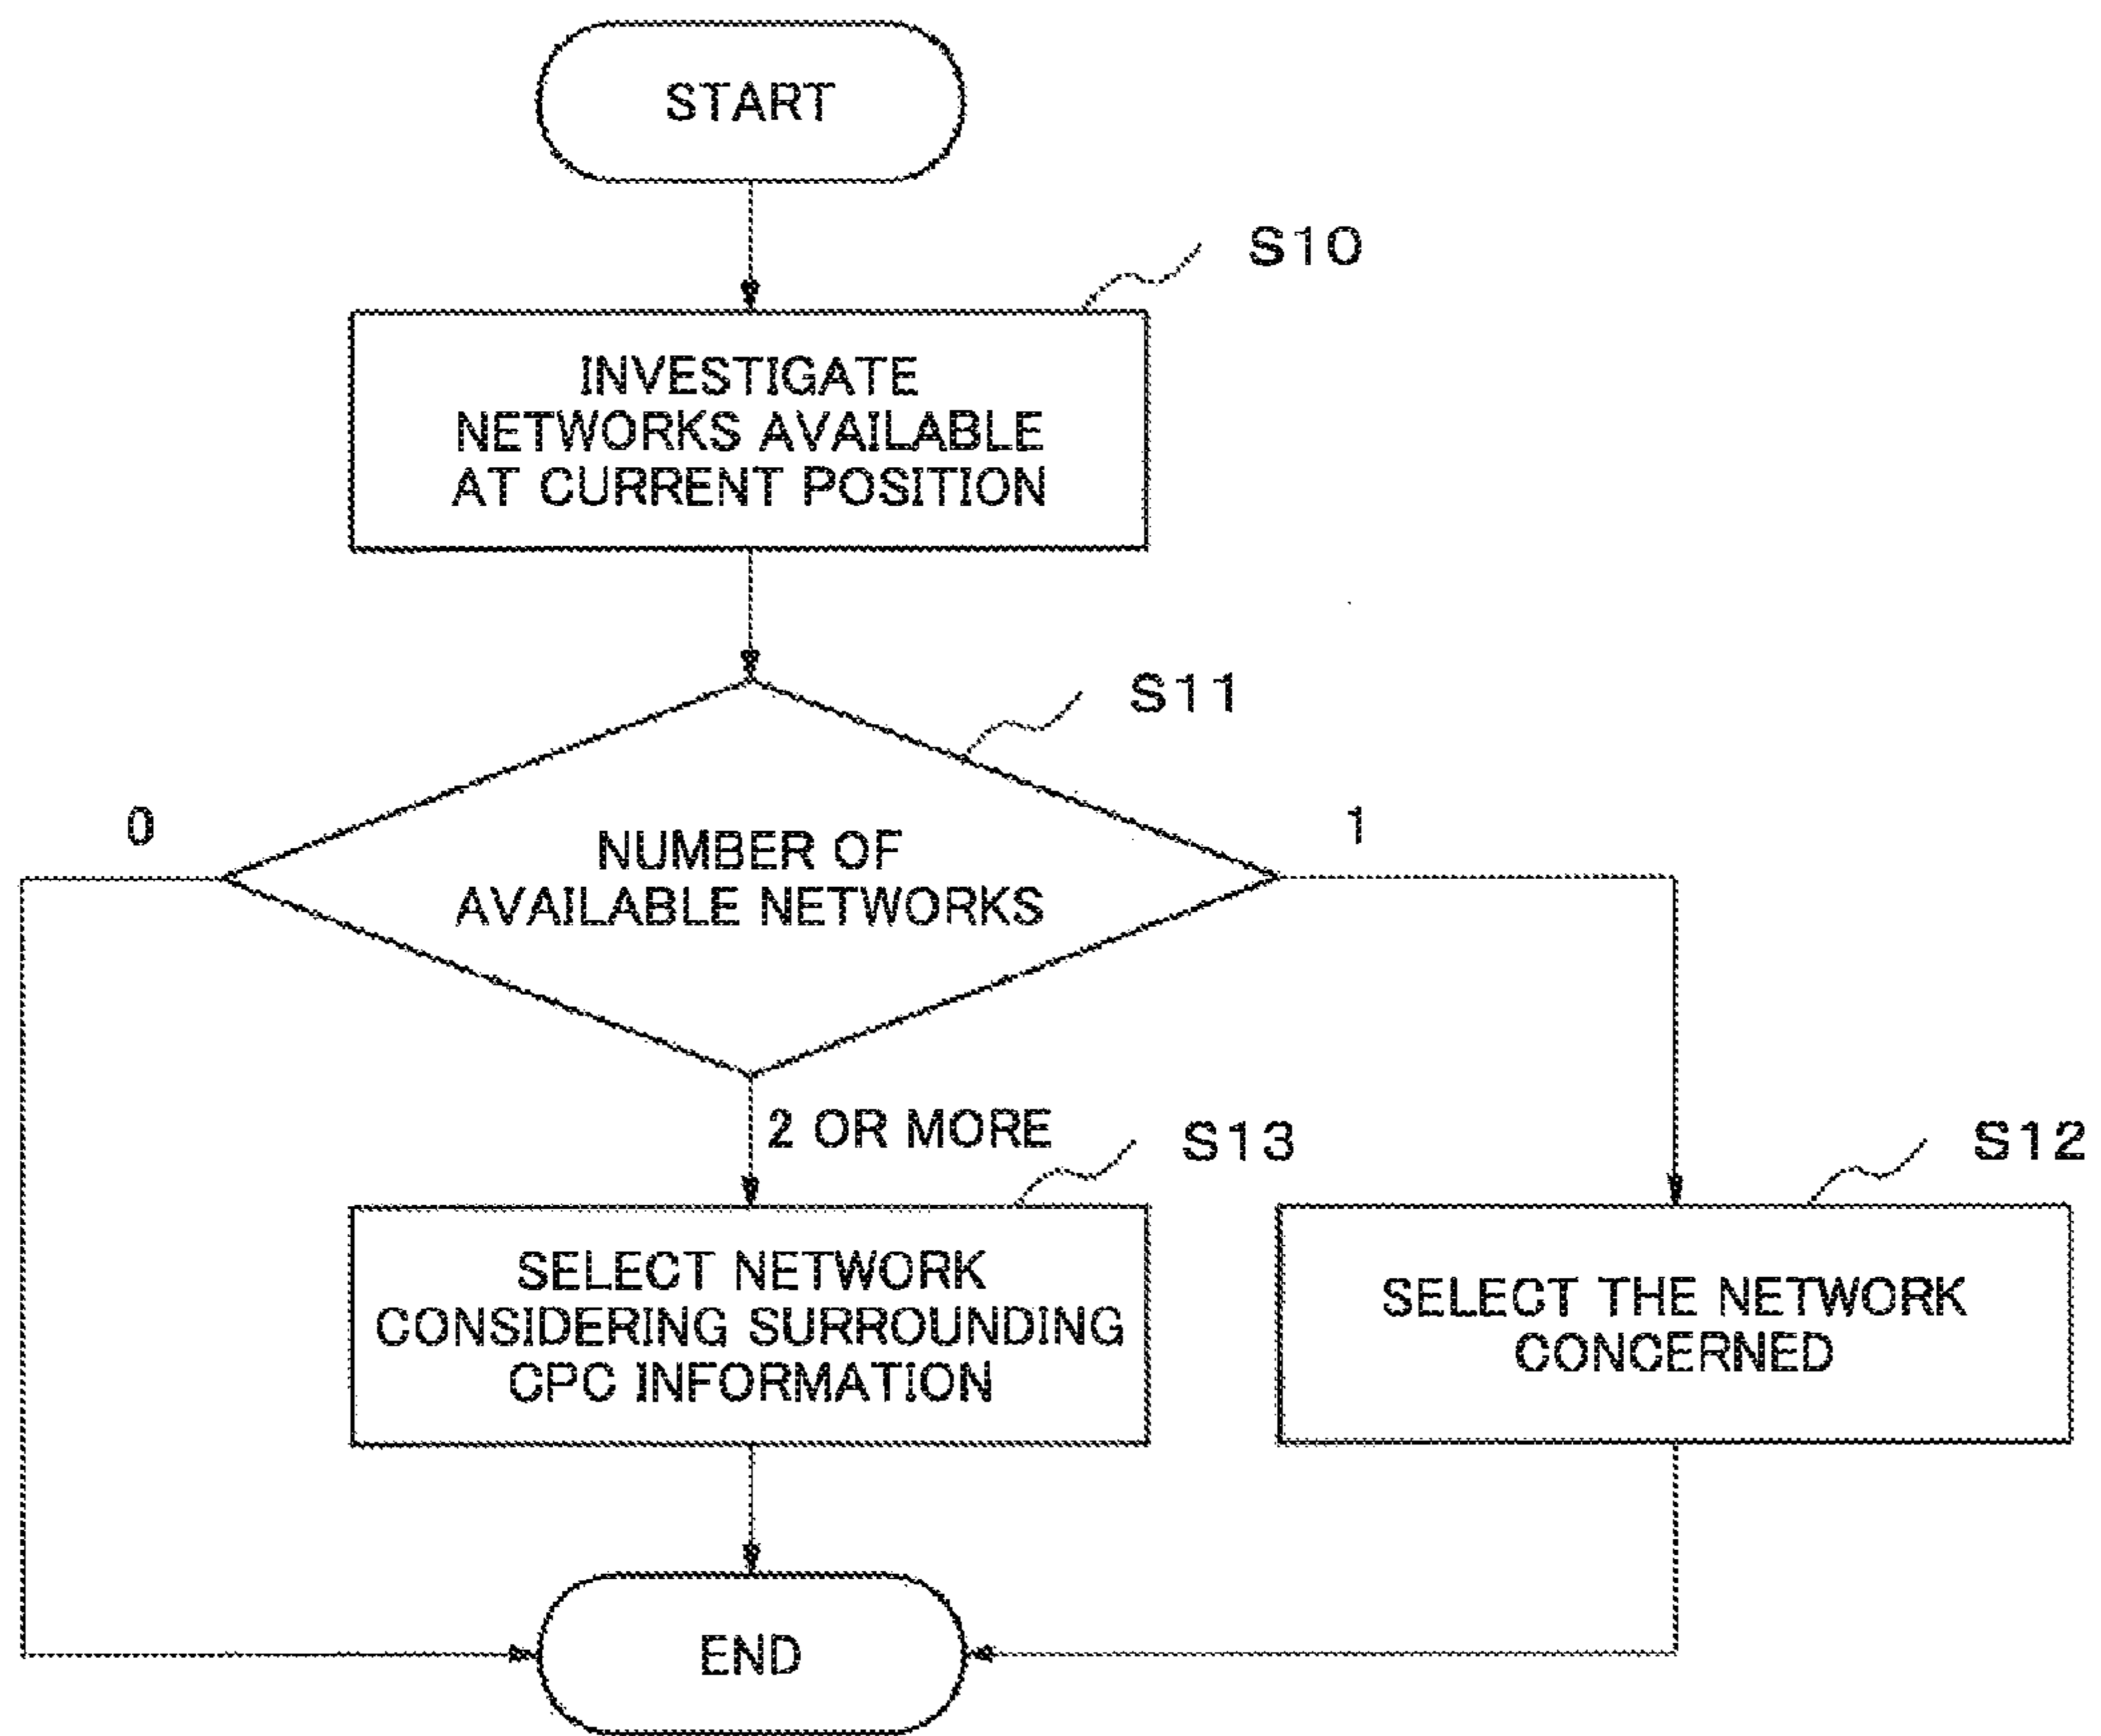 START
S10
INVESTIGATE
NETWORKS AVAILABLE
AT CURRENT POSITION
S11
0
1
NUMBER OF
AVAILABLE NETWORKS
2 OR MORE
S13
S12
SELECT NETWORK
CONSIDERING SURROUNDING
CPC INFORMATION
SELECT THE NETWORK
CONCERNED
END